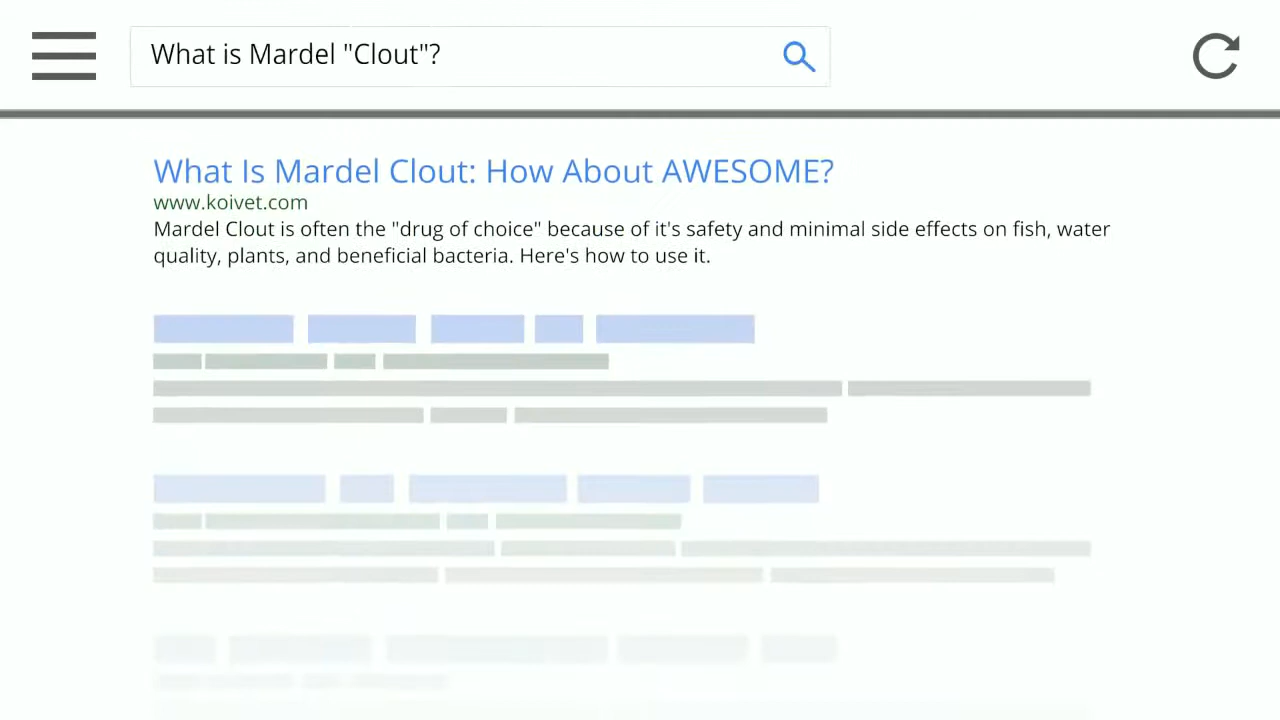 What is Mardel "Clout"?
What Is Mardel Clout: How About AWESOME?
www.koivet.com
Mardel Clout is often the "drug of choice" because of it's safety and minimal side effects on fish, water
quality, plants, and beneficial bacteria. Here's how to use it.